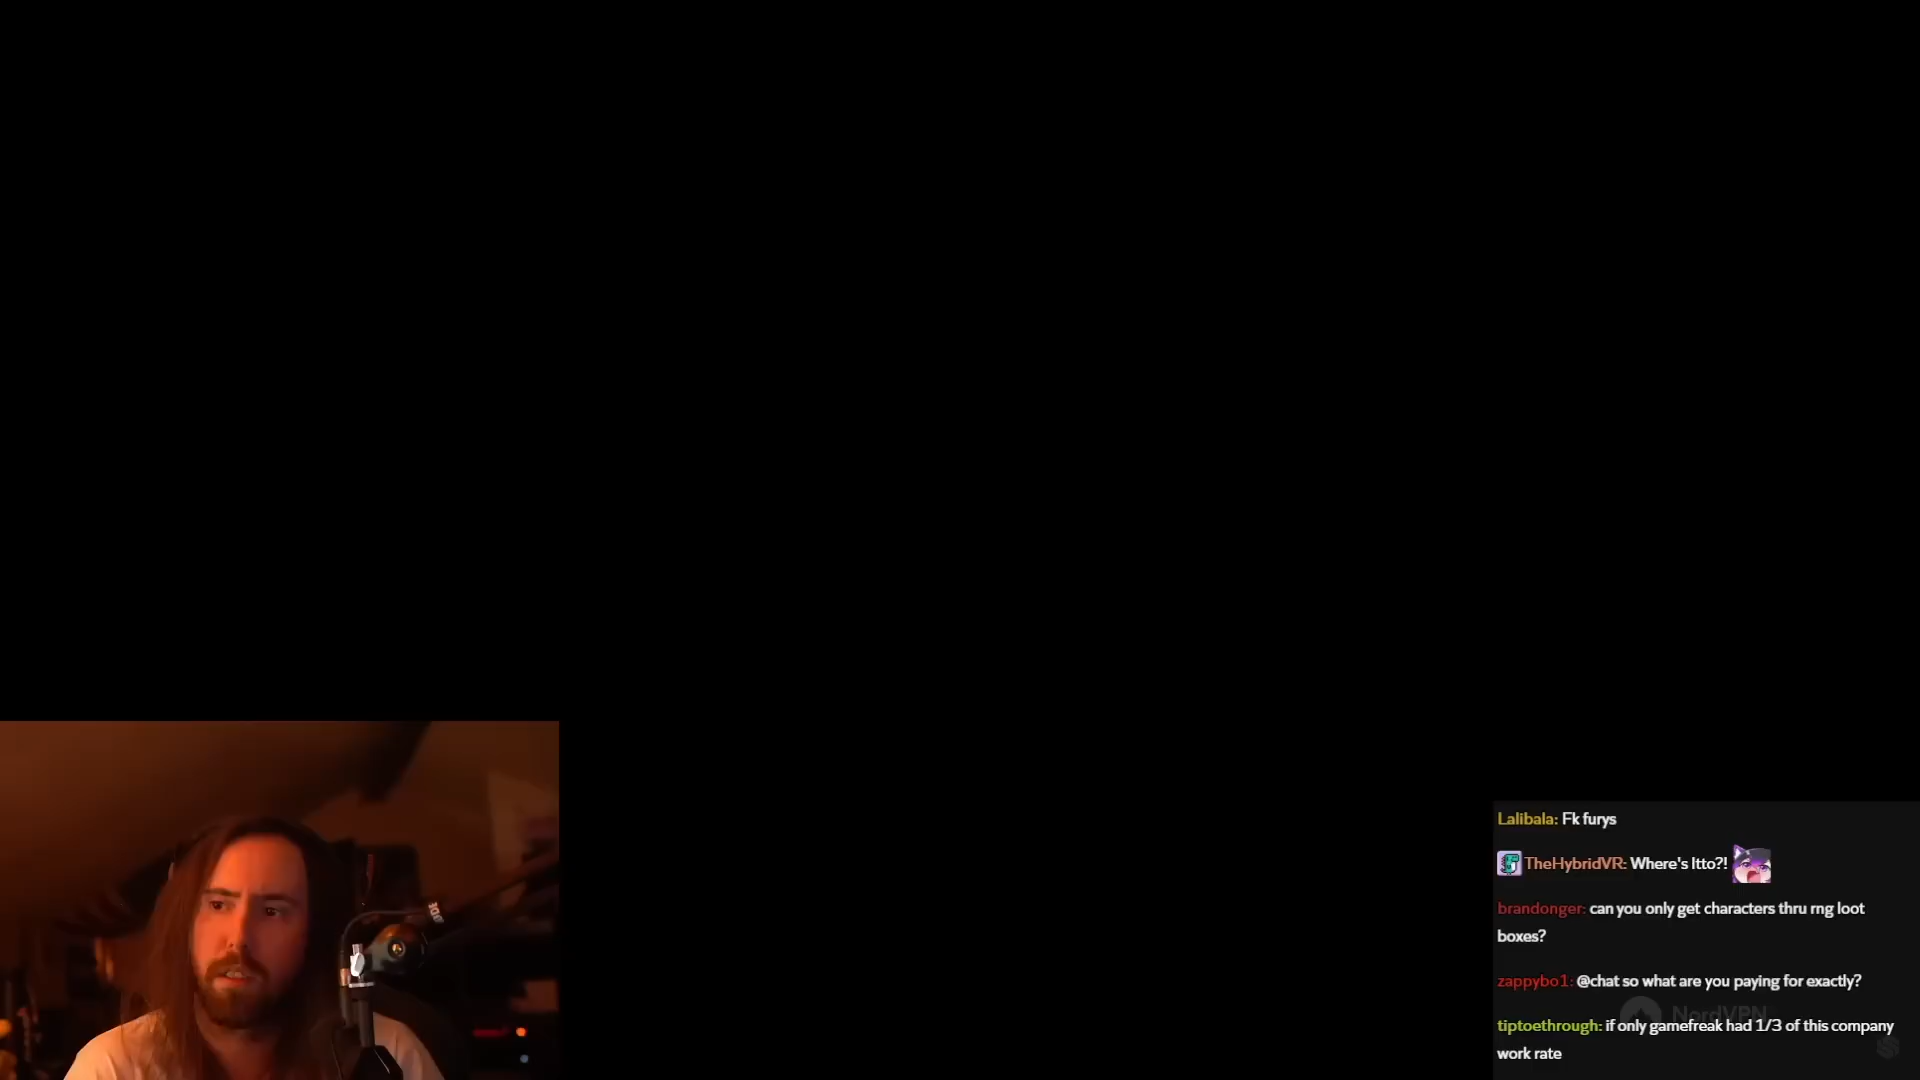 Lalibala: Fk furys
TheHybridVR: Where's Itto?!
brandonger: can you only get characters thru rng loot
boxes?
zappybo1: @chat so what are you paying for exactly?
NordVPN
tiptoethrough: if only gamefreak had 1/3 of this company
work rate